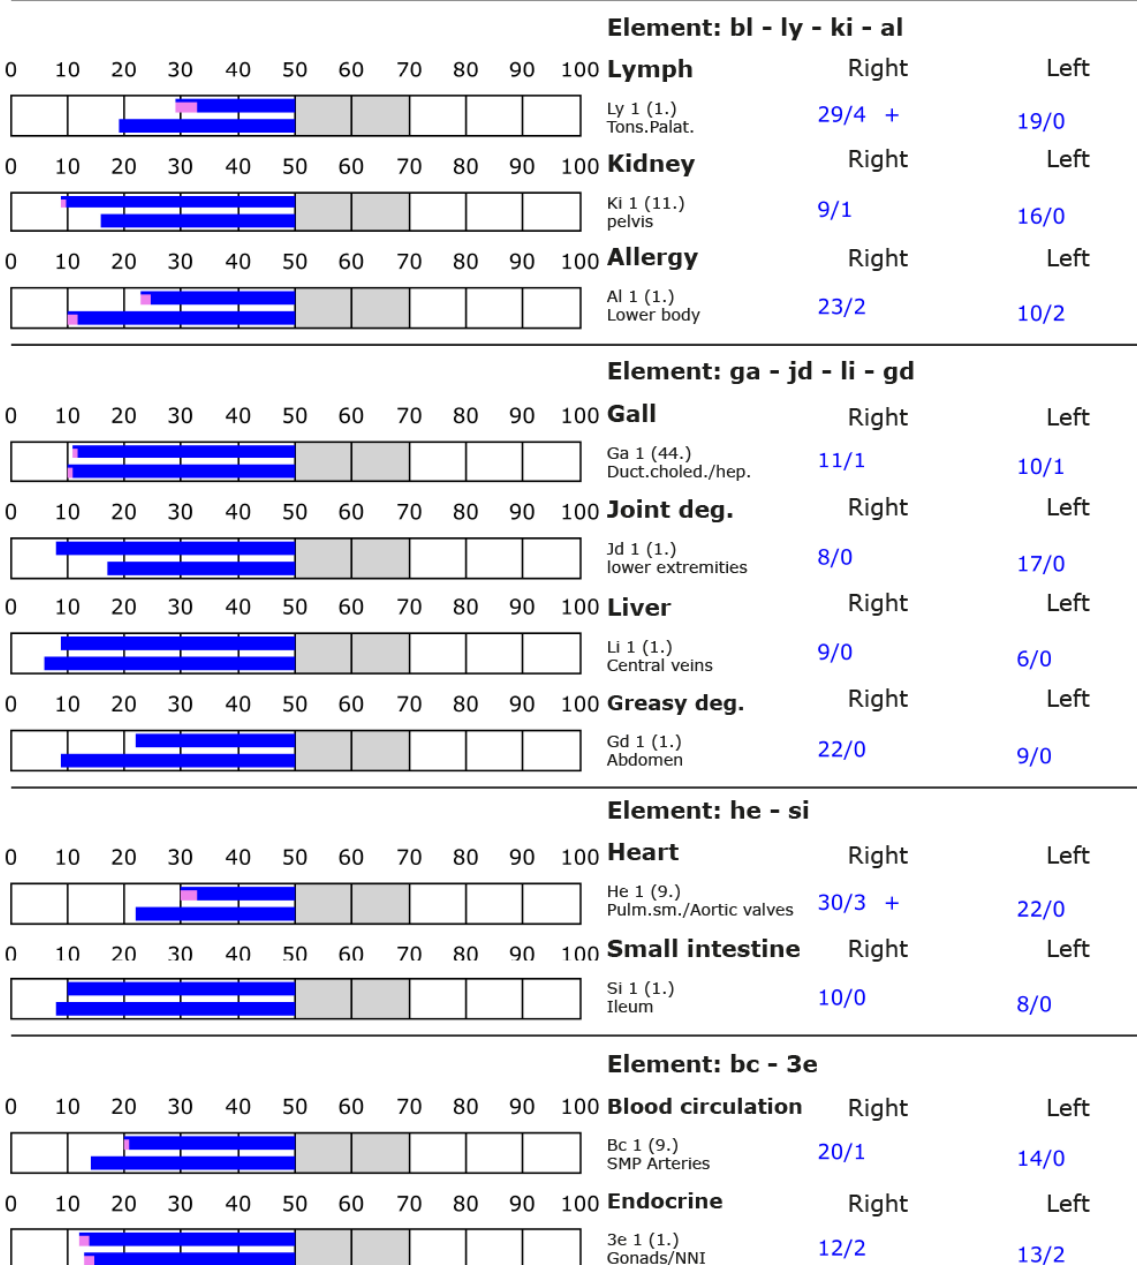 Element: bl - ly - ki - al
0 10 20 30 40 50 60 70 80 90 100 Lymph Right Left
Ly 1 (1.)
Tons.Palat.
29/4 + 19/0
0 10 20 30 40 50 60 70 80 90 100 Kidney Right Left
Ki 1 (11.)
pelvis
9/1 16/0
0 10 20 30 40 50 60 70 80 90 100 Allergy Right Left
Al 1 (1.)
Lower body
23/2 10/2
Element: ga - jd - li - gd
0 10 20 30 40 50 60 70 80 90 100 Gall Right Left
Ga 1 (44.)
Duct.choled./hep.
11/1 10/1
0 10 20 30 40 50 60 70 80 90 100 Joint deg. Right Left
Jd 1 (1.)
lower extremities
8/0 17/0
0 10 20 30 40 50 60 70 80 90 100 Liver Right Left
Li 1 (1.)
Central veins
9/0 6/0
0 10 20 30 40 50 60 70 80 90 100 Greasy deg. Right Left
Gd 1 (1.)
Abdomen
22/0 9/0
Element: he - si
0 10 20 30 40 50 60 70 80 90 100 Heart Right Left
He 1 (9.)
Pulm.sm./Aortic valves
30/3 + 22/0
0 10 20 30 40 50 60 70 80 90 100 Small intestine Right Left
Si 1 (1.)
Ileum
10/0 8/0
Element: bc - 3e
0 10 20 30 40 50 60 70 80 90 100 Blood circulation Right Left
Bc 1 (9.)
SMP Arteries
20/1 14/0
0 10 20 30 40 50 60 70 80 90 100 Endocrine Right Left
3e 1 (1.)
Gonads/NNI
12/2 13/2